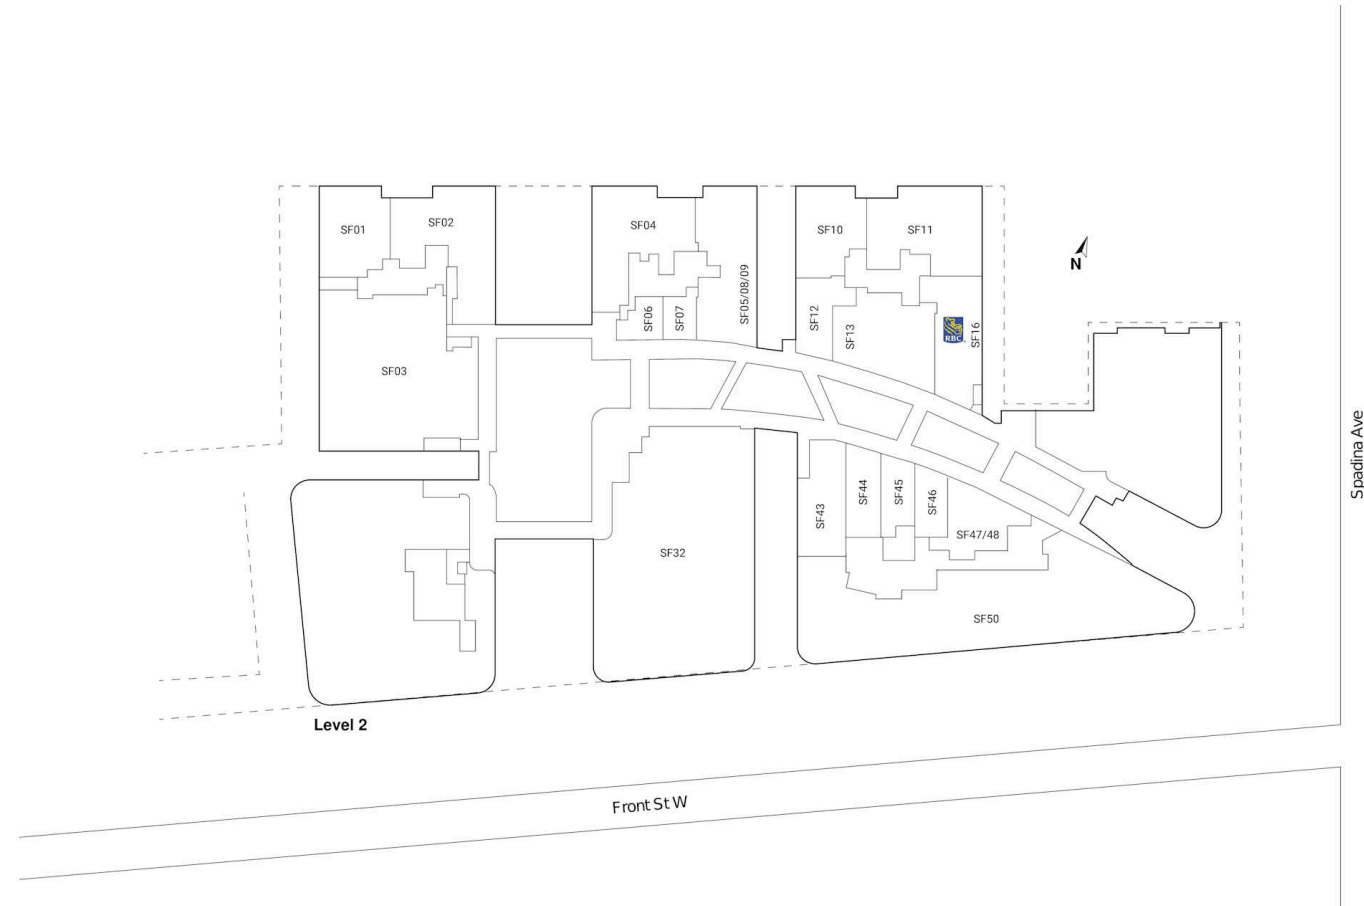 SF01
SF02
SF04
SF10
SF11
N
SF05/08/09
SF06
SF07
SF12
SF13
RBC
SF16
SF03
Spadina Ave
SF43
SF44
SF45
SF46
SF47/48
SF32
SF50
Level 2
Front St W